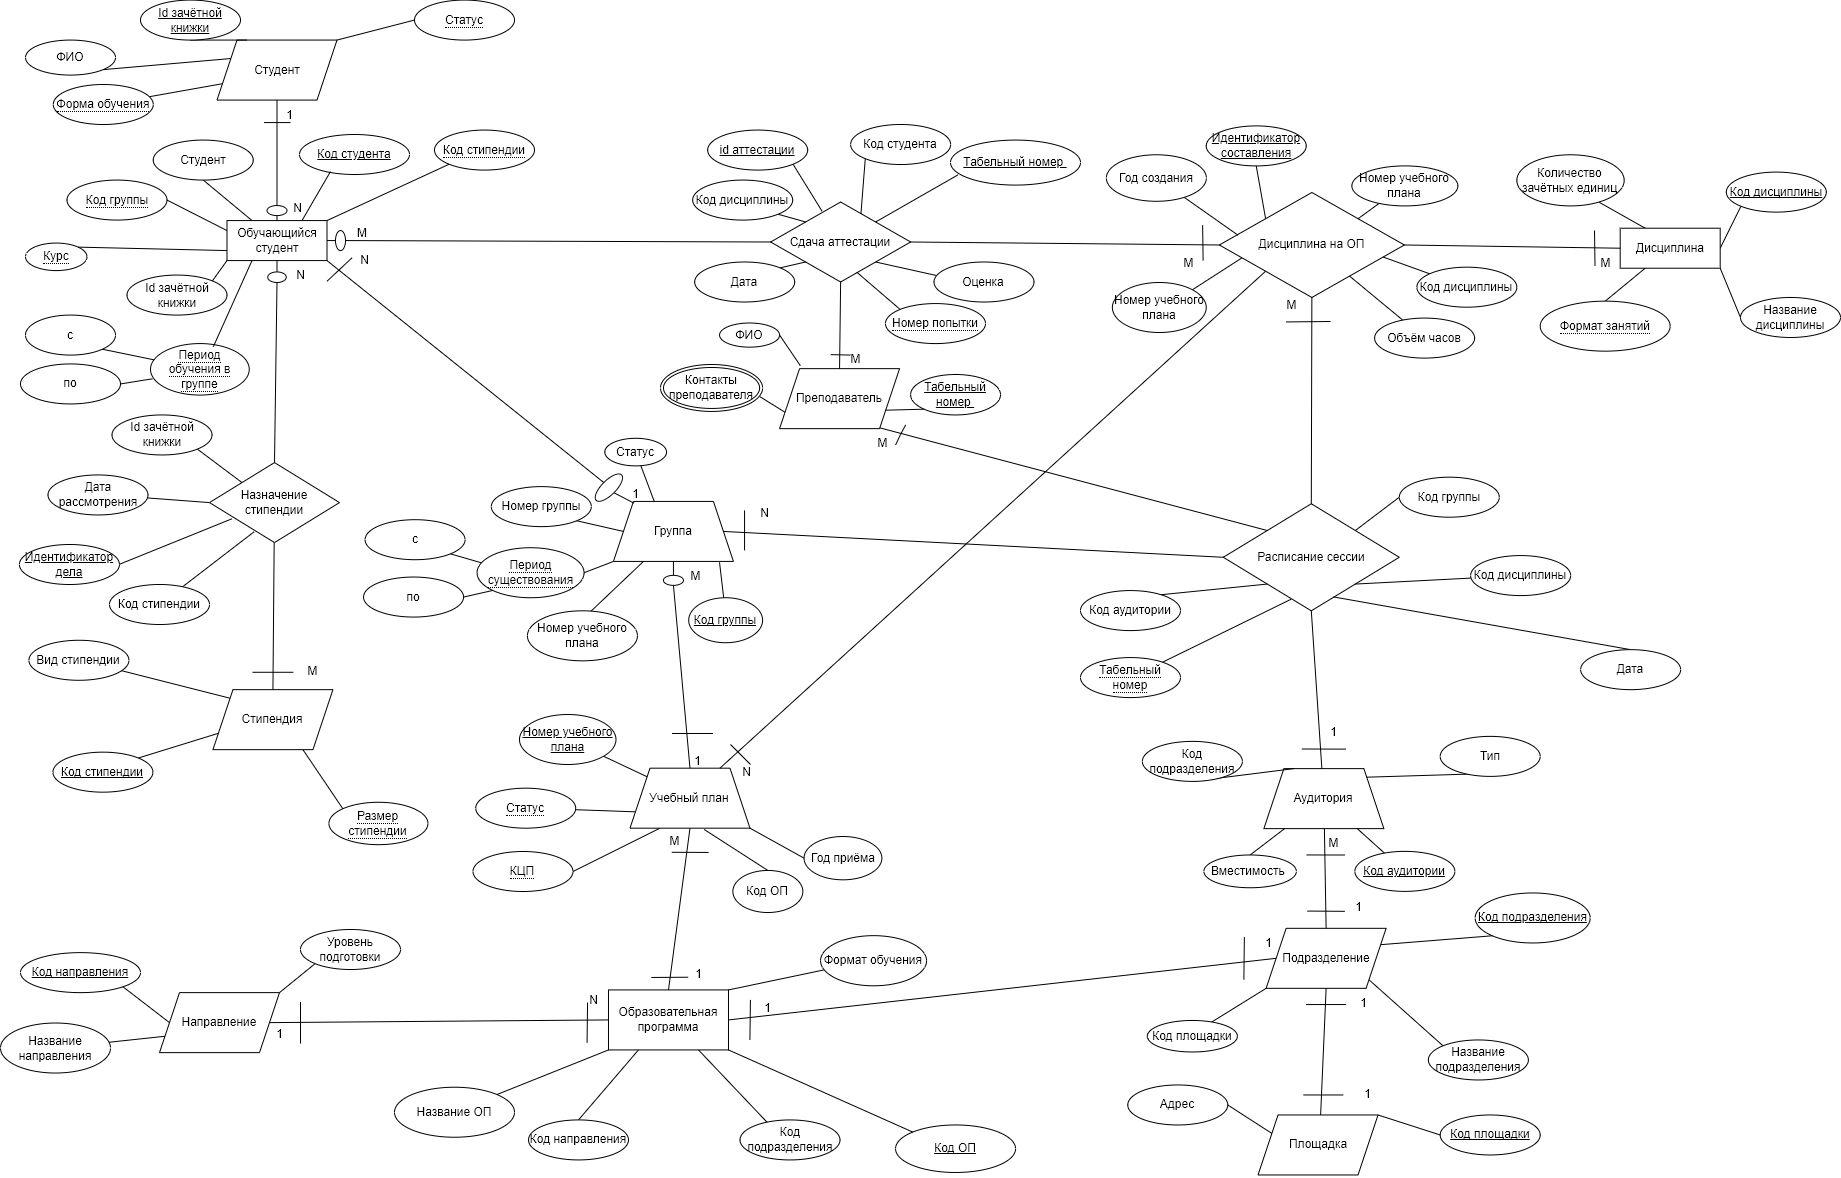 Id зачётной
книжки
Статус
ФИО
Студент
Форма обучения
1
Студент
Код студента
Код стипендии
Код группы
N
Обучающийся
студент
M
N
Курс
N
Id зачётной
книжки
с
Период
обучения в
группе
по
id аттестации
Код студента
Табельный номер
Код дисциплины
Сдача аттестации
Дата
Оценка
Номер попытки
M
ФИО
Контакты
преподавателя
Преподаватель
Табельный
номер
M
Идентификатор
составления
Год создания
Номер учебного
плана
Дисциплина на ОП
M
Номер учебного
плана
M
Код дисциплины
Объём часов
Количество
зачётных единиц
Код дисциплины
Дисциплина
M
Формат занятий
Название
дисциплины
Id зачётной
книжки
Дата
рассмотрения
Назначение
стипендии
Идентификатор
дела
Код стипендии
Вид стипендии
M
Стипендия
Код стипендии
Размер
стипендии
Статус
1
Номер группы
Группа
N
с
Период
существования
по
M
Номер учебного
плана
Код группы
Код группы
Расписание сессии
Код дисциплины
Код аудитории
Табельный
номер
Дата
Номер учебного
плана
1
N
Учебный план
Статус
M
КЦП
Год приёма
Код ОП
1
Код
подразделения
Тип
Аудитория
M
Вместимость
Код аудитории
1
Код подразделения
1
Подразделение
1
Код площадки
Название
подразделения
1
Адрес
Площадка
Код площадки
Уровень
подготовки
Код направления
Направление
1
Название
направления
1
Формат обучения
N
Образовательная
программа
1
Название ОП
Код направления
Код
подразделения
Код ОП